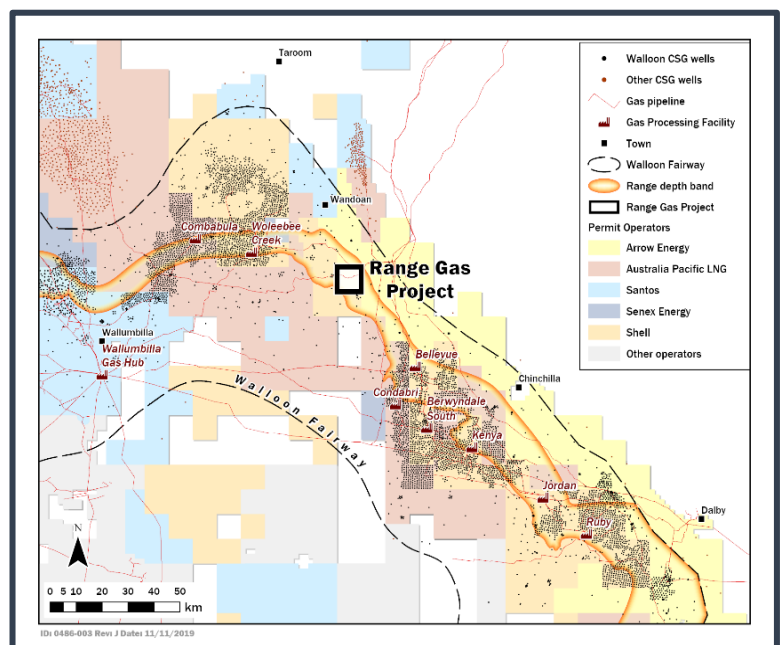 Taroom
Wandoan
Combabula
Woleebee
Creek
Range Gas
Project
Wallumbilla
Wallumbilla
Gas Hub
Walloon Fairway
Bellevue
Chinchilla
Condabri
Berwyndale
South
Kenya
Jordan
Ruby
Dalby
Walloon CSG wells
Other CSG wells
Gas pipeline
Gas Processing Facility
Town
Walloon Fairway
Range depth band
Range Gas Project
Permit Operators
Arrow Energy
Australia Pacific LNG
Santos
Senex Energy
Shell
Other operators
N
0 5 10 20 30 40 50
km
ID: 0486-003 Rev: J Date: 11/11/2019